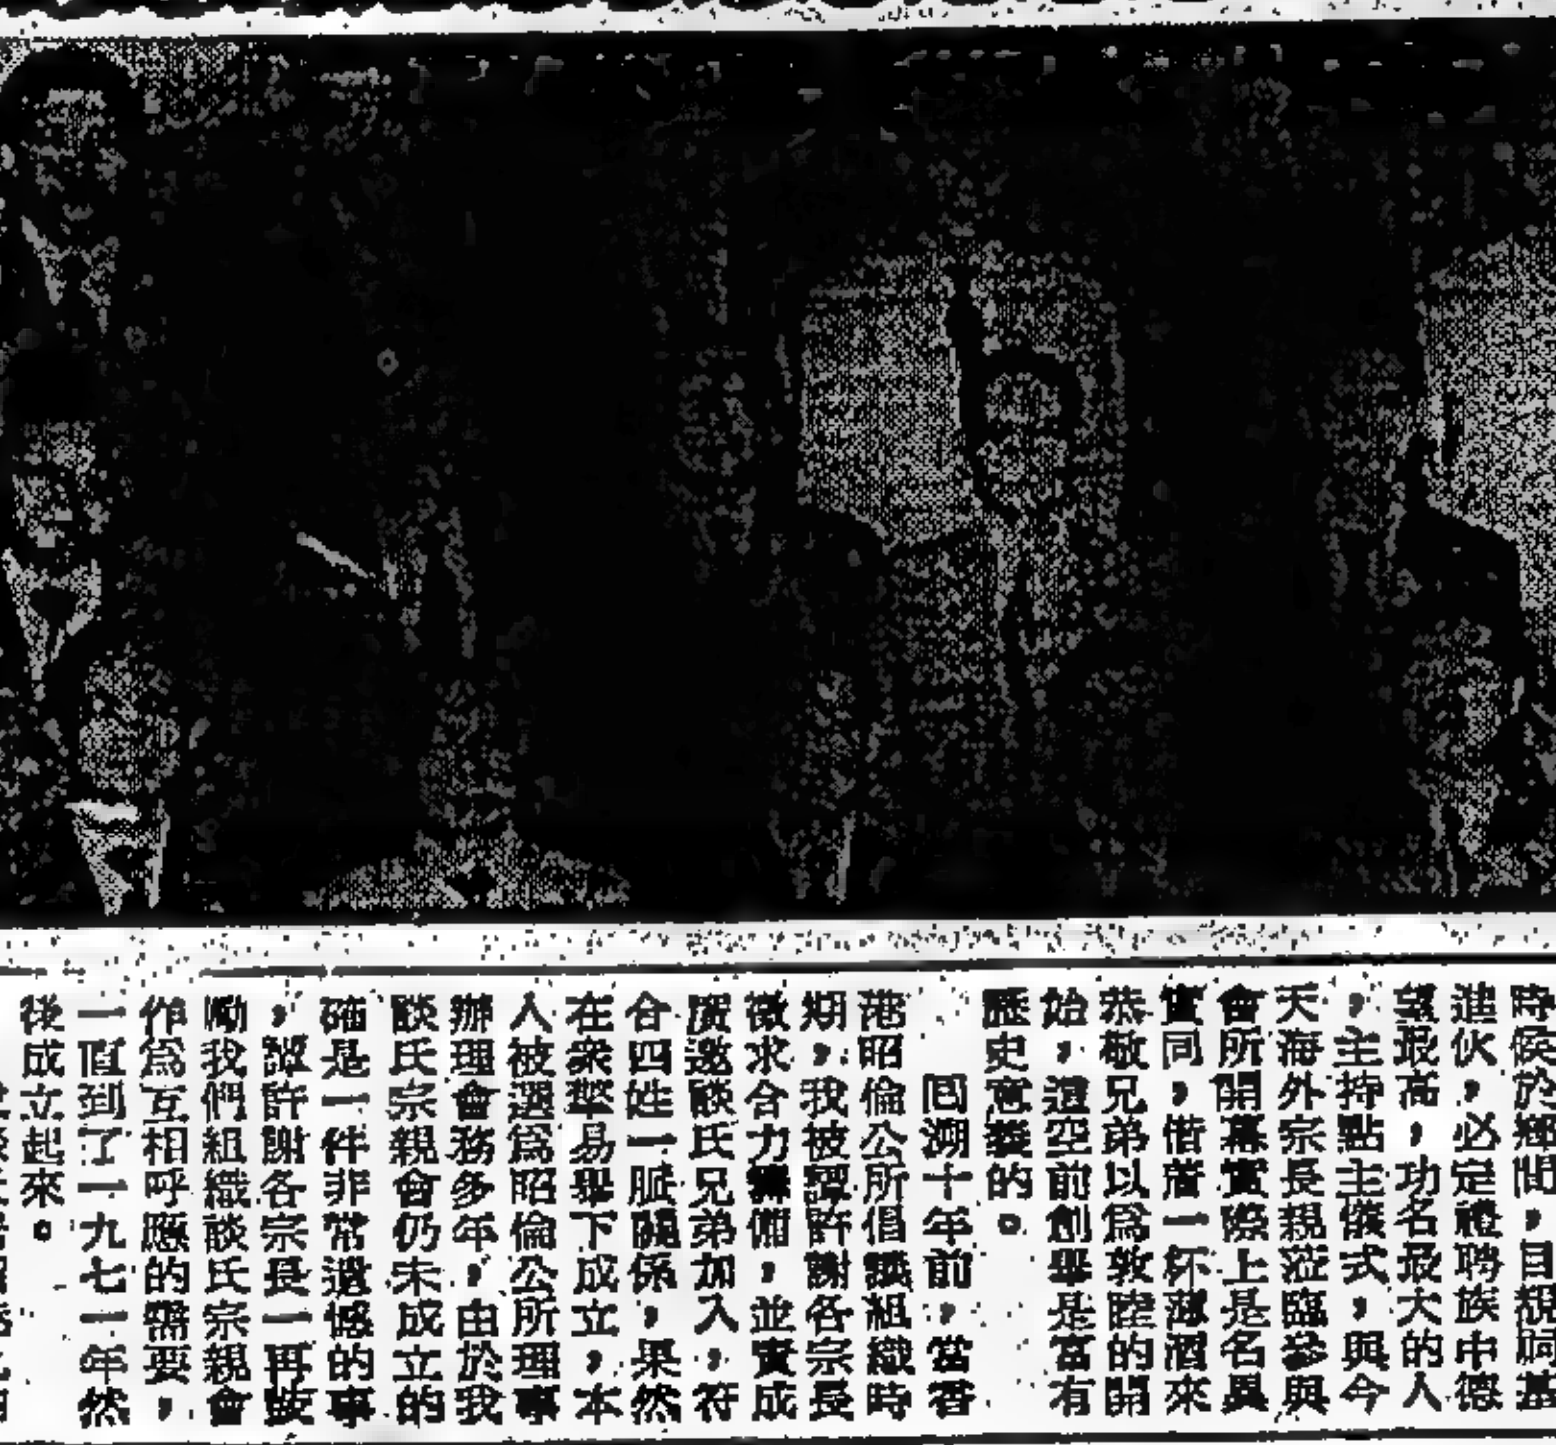 時侯於鄉間，目視祠基
進伙，必定禮聘族中德
望最高，功名最大的人
，主持點主儀式，與今
天海外宗長親蒞臨參與
會所開幕實際上是名異
實同，借着一杯薄酒來
恭敬兄弟以爲敦睦的開
始，這空前創舉是富有
歷史意義的。
回溯十年前，當香
港昭倫公所倡議組織時
期，我被譚許謝各宗長
徵求合力籌備，並實成
廣邀談氏兄弟加入，符
合四姓一脈關係，果然
在衆擎易舉下成立，本
人被選爲昭倫公所理事
辦理會務多年，由於我
談氏宗親會仍未成立的
確是一件非常遺憾的事
，譚許謝各宗長一再鼓
勵我們組織談氏宗親會
作爲互相呼應的需要，
一直到了一九七一年然
後成立起來。